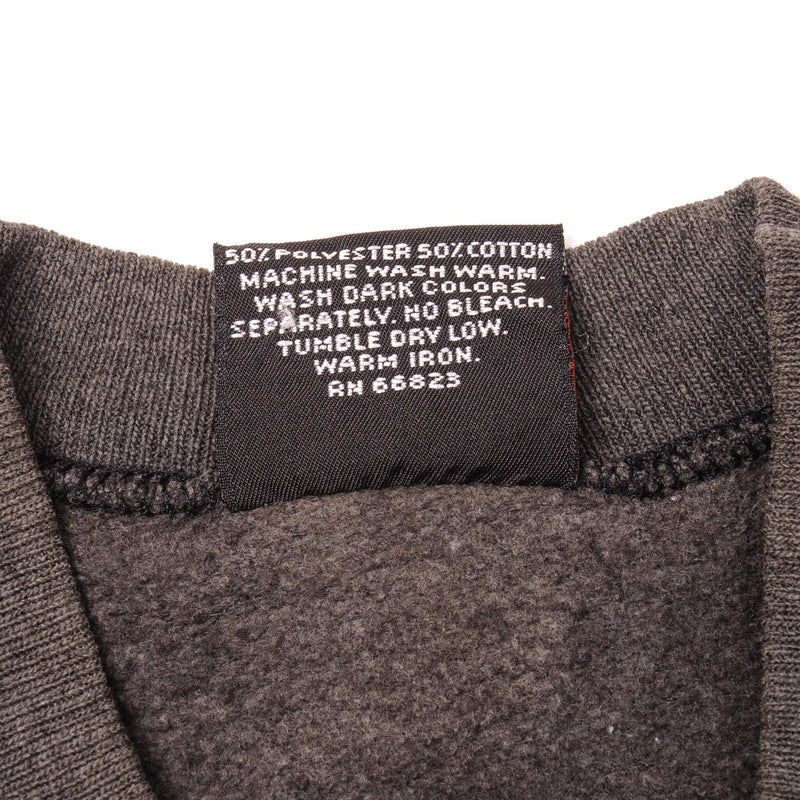 50% POLYESTER 50% COTTON
MACHINE WASH WARM.
WASH DARK COLORS
SEPARATELY, NO BLEACH.
TUMBLE DRY LOW.
WARM IRON.
RN 66823